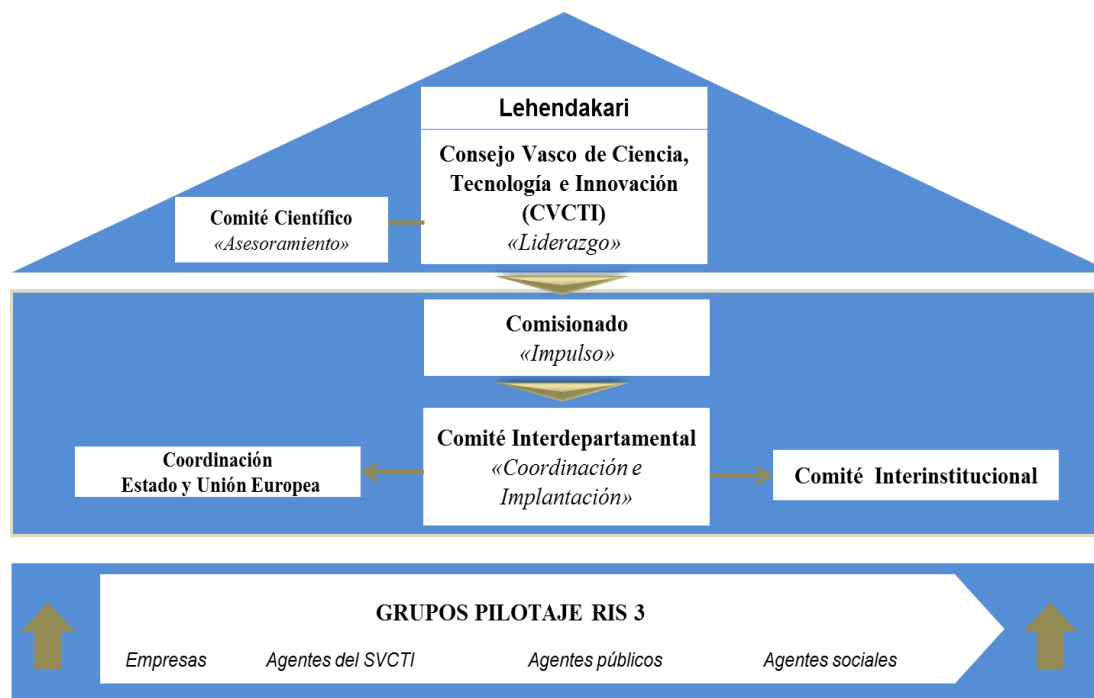 Lehendakari
Consejo Vasco de Ciencia,
Tecnología e Innovación
(CVCTI)
«Liderazgo»
Comité Científico
«Asesoramiento»
Comisionado
«Impulso»
Comité Interdepartamental
«Coordinación e
Implantación»
Coordinación
Estado y Unión Europea
Comité Interinstitucional
GRUPOS PILOTAJE RIS 3
Empresas Agentes del SVCTI Agentes públicos Agentes sociales